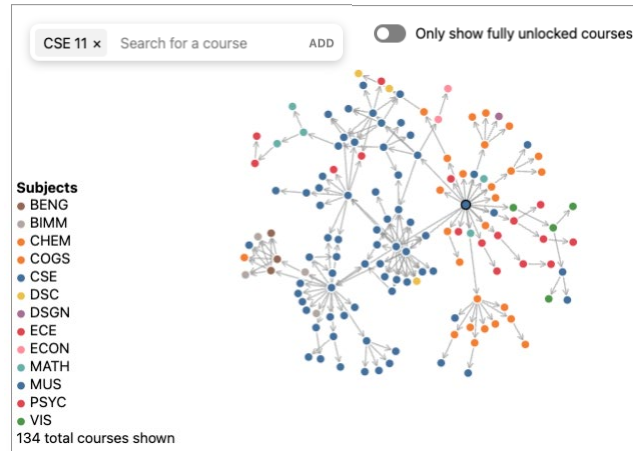 CSE 11 × Search for a course ADD
Only show fully unlocked courses
Subjects
BENG
BIMM
CHEM
COGS
CSE
DSC
DSGN
ECE
ECON
MATH
MUS
PSYC
VIS
134 total courses shown